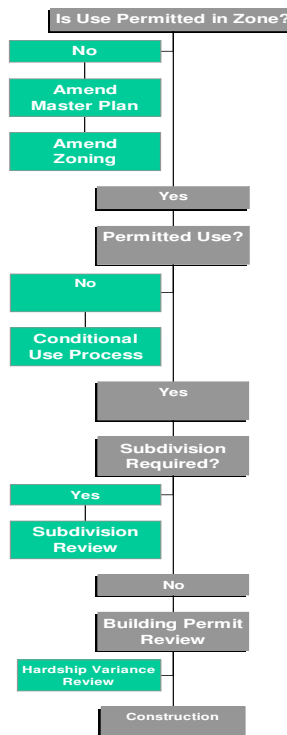 Is Use Permitted in Zone?
No
Amend
Master Plan
Amend
Zoning
Yes
Permitted Use?
No
Conditional
Use Process
Yes
Subdivision
Required?
Yes
Subdivision
Review
No
Building Permit
Review
Hardship Variance
Review
Construction